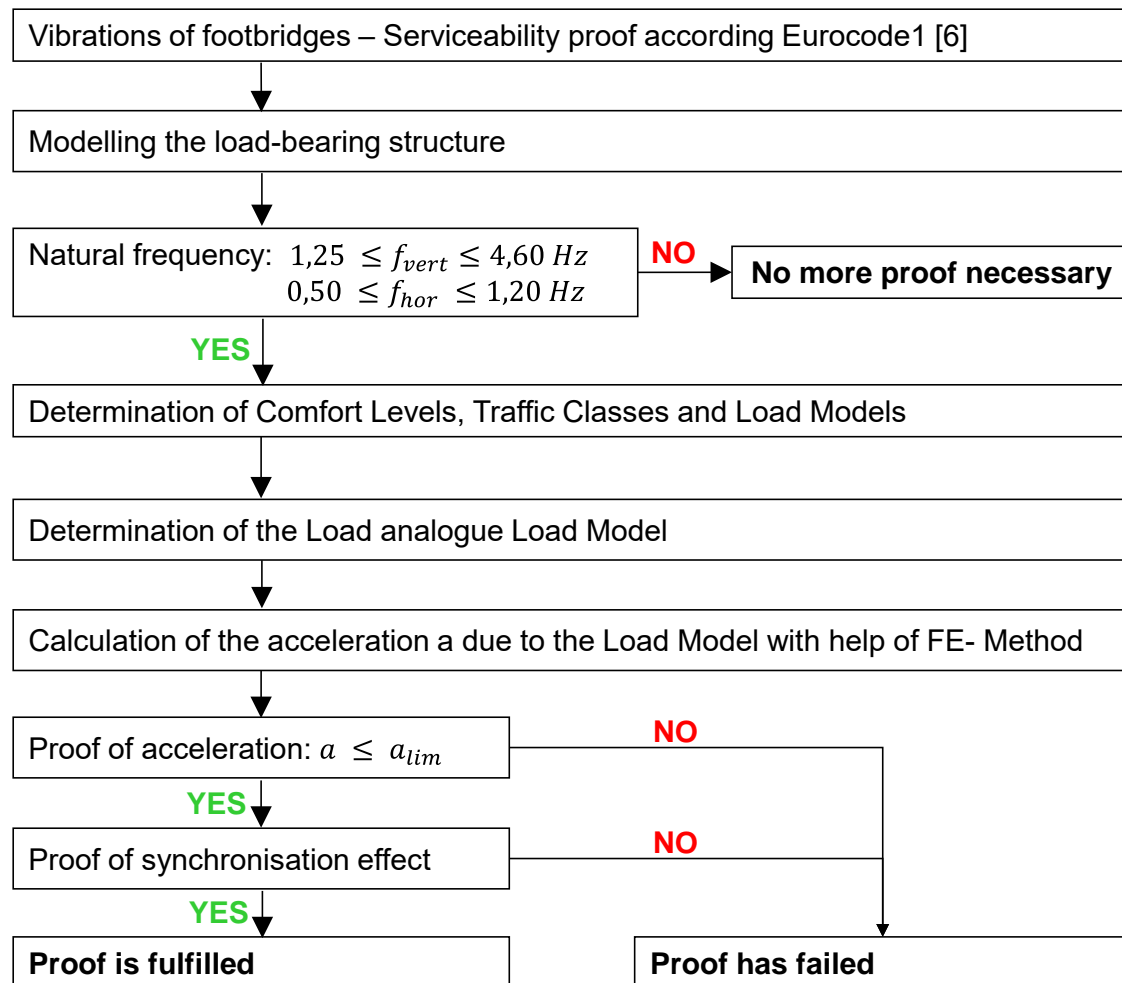 Vibrations of footbridges – Serviceability proof according Eurocode1 [6]
Modelling the load-bearing structure
Natural frequency: 1,25 ≤ f_vert ≤ 4,60 Hz
0,50 ≤ f_hor ≤ 1,20 Hz
NO
No more proof necessary
YES
Determination of Comfort Levels, Traffic Classes and Load Models
Determination of the Load analogue Load Model
Calculation of the acceleration a due to the Load Model with help of FE- Method
Proof of acceleration: a ≤ a_lim
NO
YES
Proof of synchronisation effect
NO
YES
Proof is fulfilled
Proof has failed